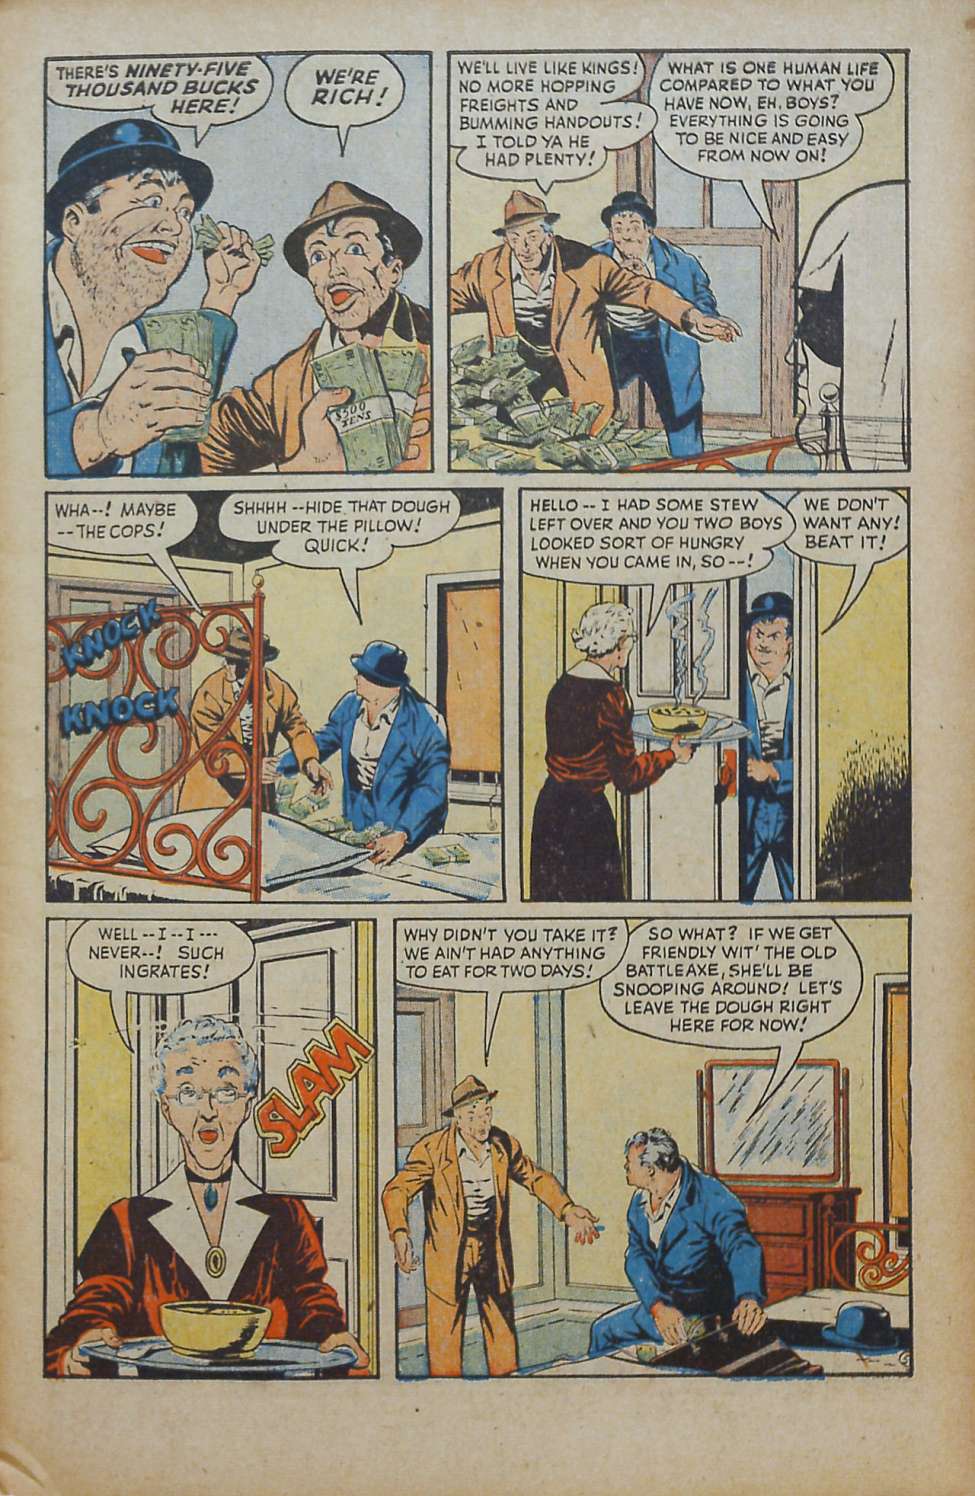 THERE'S NINETY-FIVE
THOUSAND BUCKS
HERE!
WE'RE
RICH!
$500
TENS
WE'LL LIVE LIKE KINGS!
NO MORE HOPPING
FREIGHTS AND
BUMMING HANDOUTS!
I TOLD YA HE
HAD PLENTY!
WHAT IS ONE HUMAN LIFE
COMPARED TO WHAT YOU
HAVE NOW, EH, BOYS?
EVERYTHING IS GOING
TO BE NICE AND EASY
FROM NOW ON!
WHA--! MAYBE
-- THE COPS!
SHHHH --HIDE THAT DOUGH
UNDER THE PILLOW!
QUICK!
KNOCK
KNOCK
HELLO -- I HAD SOME STEW
LEFT OVER AND YOU TWO BOYS
LOOKED SORT OF HUNGRY
WHEN YOU CAME IN, SO --!
WE DON'T
WANT ANY!
BEAT IT!
WELL -- I -- I ---
NEVER--! SUCH
INGRATES!
SLAM
WHY DIDN'T YOU TAKE IT?
WE AIN'T HAD ANYTHING
TO EAT FOR TWO DAYS!
SO WHAT? IF WE GET
FRIENDLY WIT' THE OLD
BATTLEAXE, SHE'LL BE
SNOOPING AROUND! LET'S
LEAVE THE DOUGH RIGHT
HERE FOR NOW!